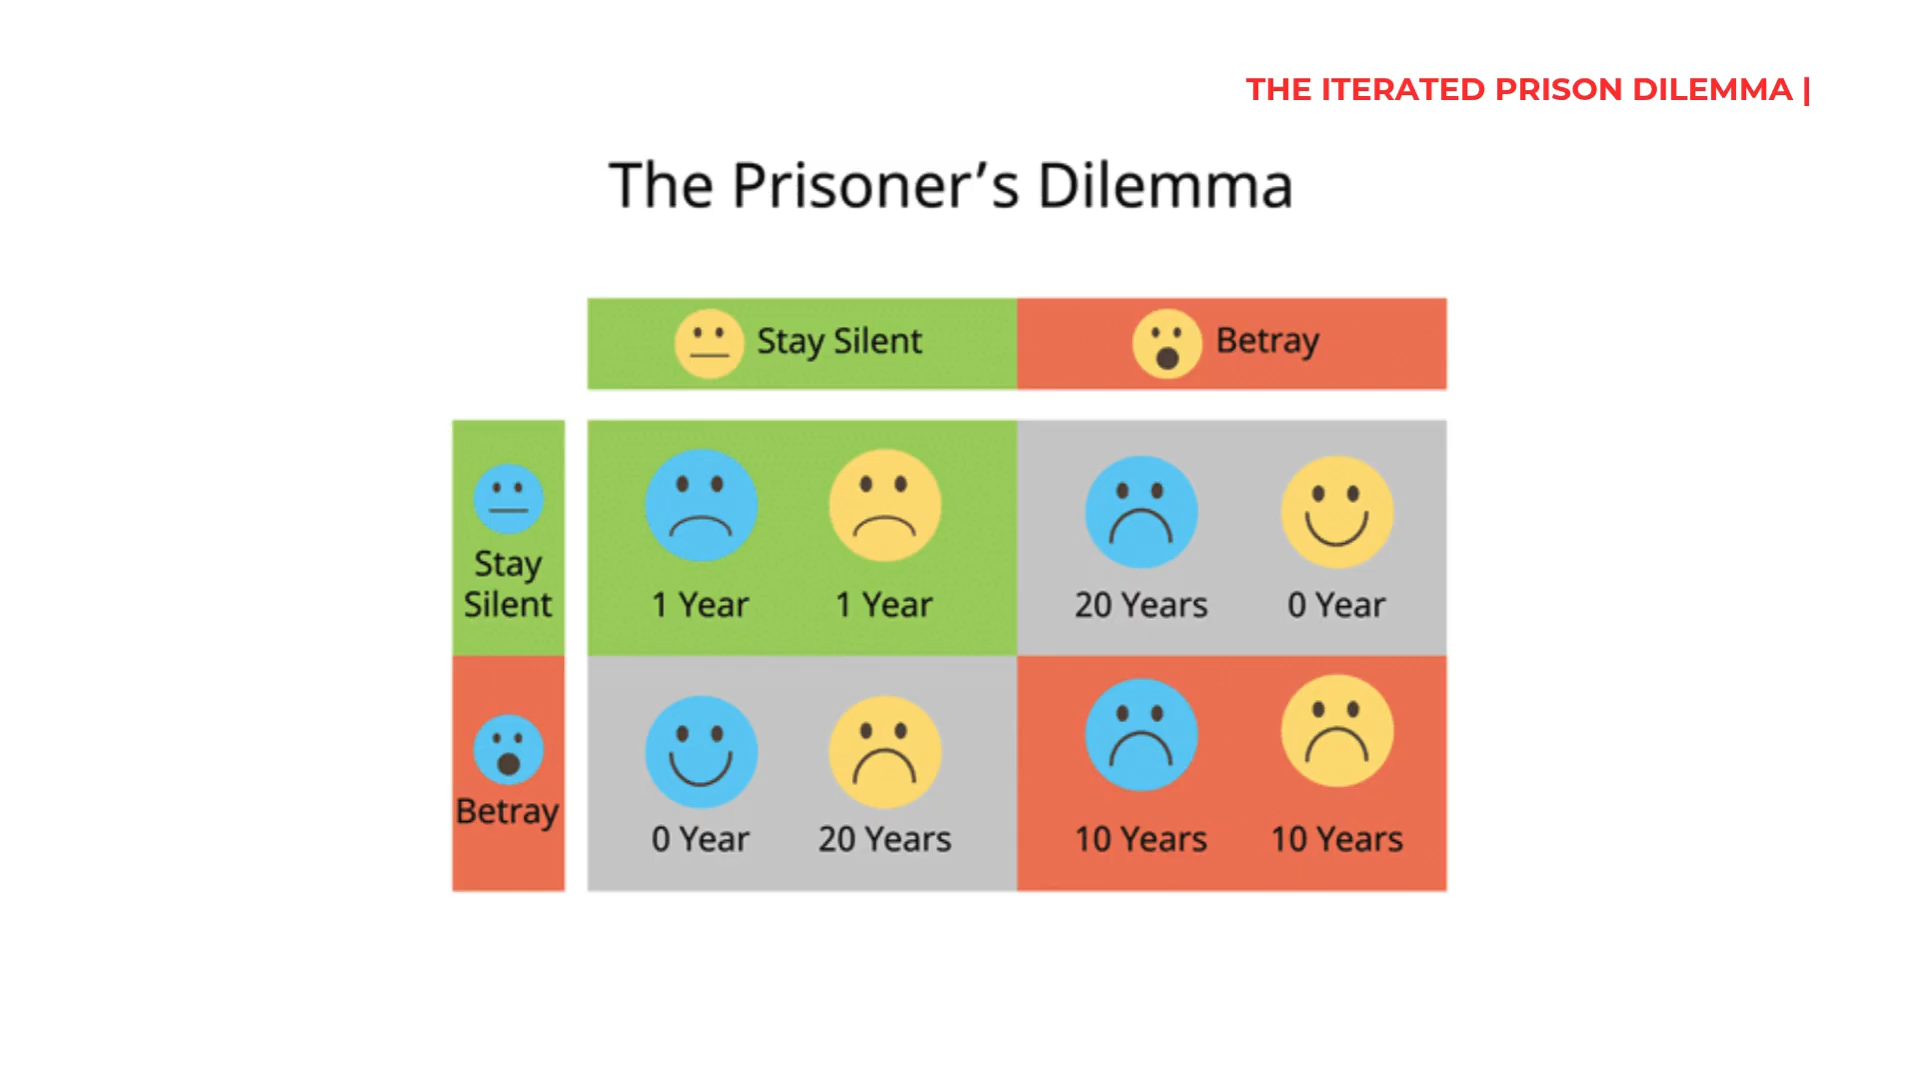 THE ITERATED PRISON DILEMMA |
The Prisoner's Dilemma
Stay Silent
Betray
Stay
Silent
1 Year
1 Year
20 Years
0 Year
Betray
0 Year
20 Years
10 Years
10 Years